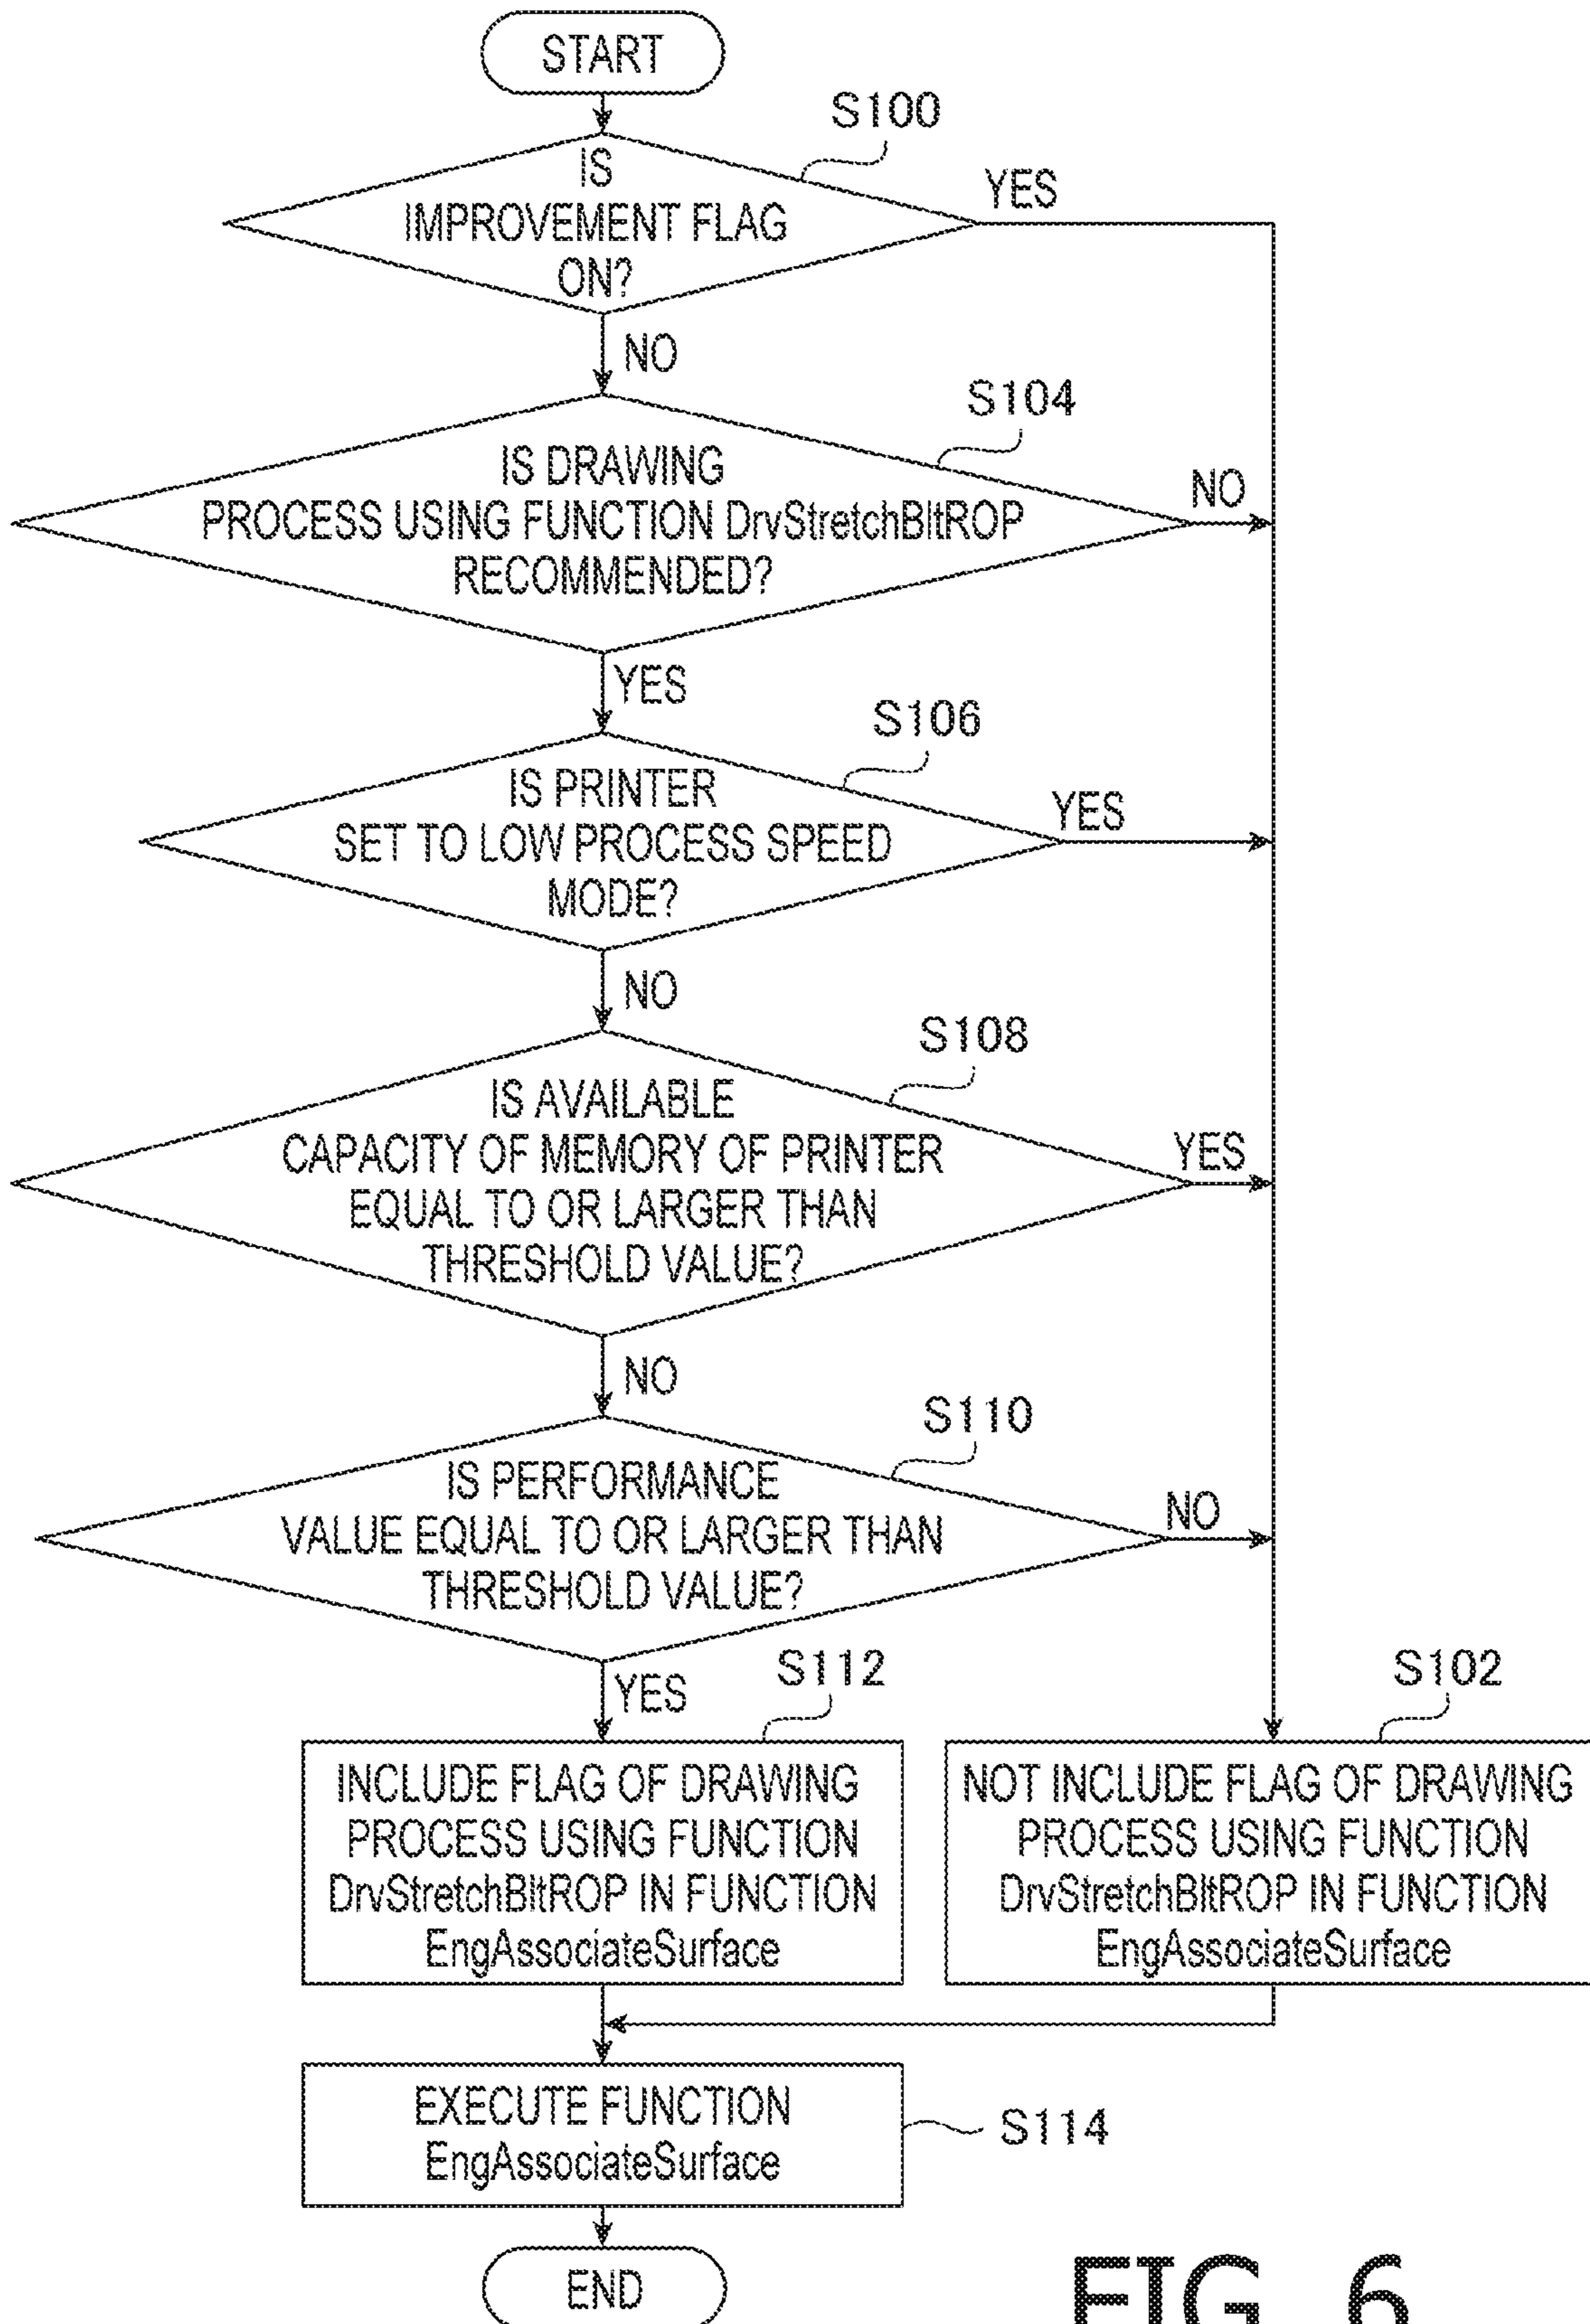 START
S100
IS
IMPROVEMENT FLAG
ON?
YES
NO
S104
IS DRAWING
PROCESS USING FUNCTION DrvStretchBltROP
RECOMMENDED?
NO
YES
S106
IS PRINTER
SET TO LOW PROCESS SPEED
MODE?
YES
NO
S108
IS AVAILABLE
CAPACITY OF MEMORY OF PRINTER
EQUAL TO OR LARGER THAN
THRESHOLD VALUE?
YES
NO
S110
IS PERFORMANCE
VALUE EQUAL TO OR LARGER THAN
THRESHOLD VALUE?
NO
YES
S112
INCLUDE FLAG OF DRAWING
PROCESS USING FUNCTION
DrvStretchBltROP IN FUNCTION
EngAssociateSurface
S102
NOT INCLUDE FLAG OF DRAWING
PROCESS USING FUNCTION
DrvStretchBltROP IN FUNCTION
EngAssociateSurface
EXECUTE FUNCTION
EngAssociateSurface
S114
END
FIG. 6